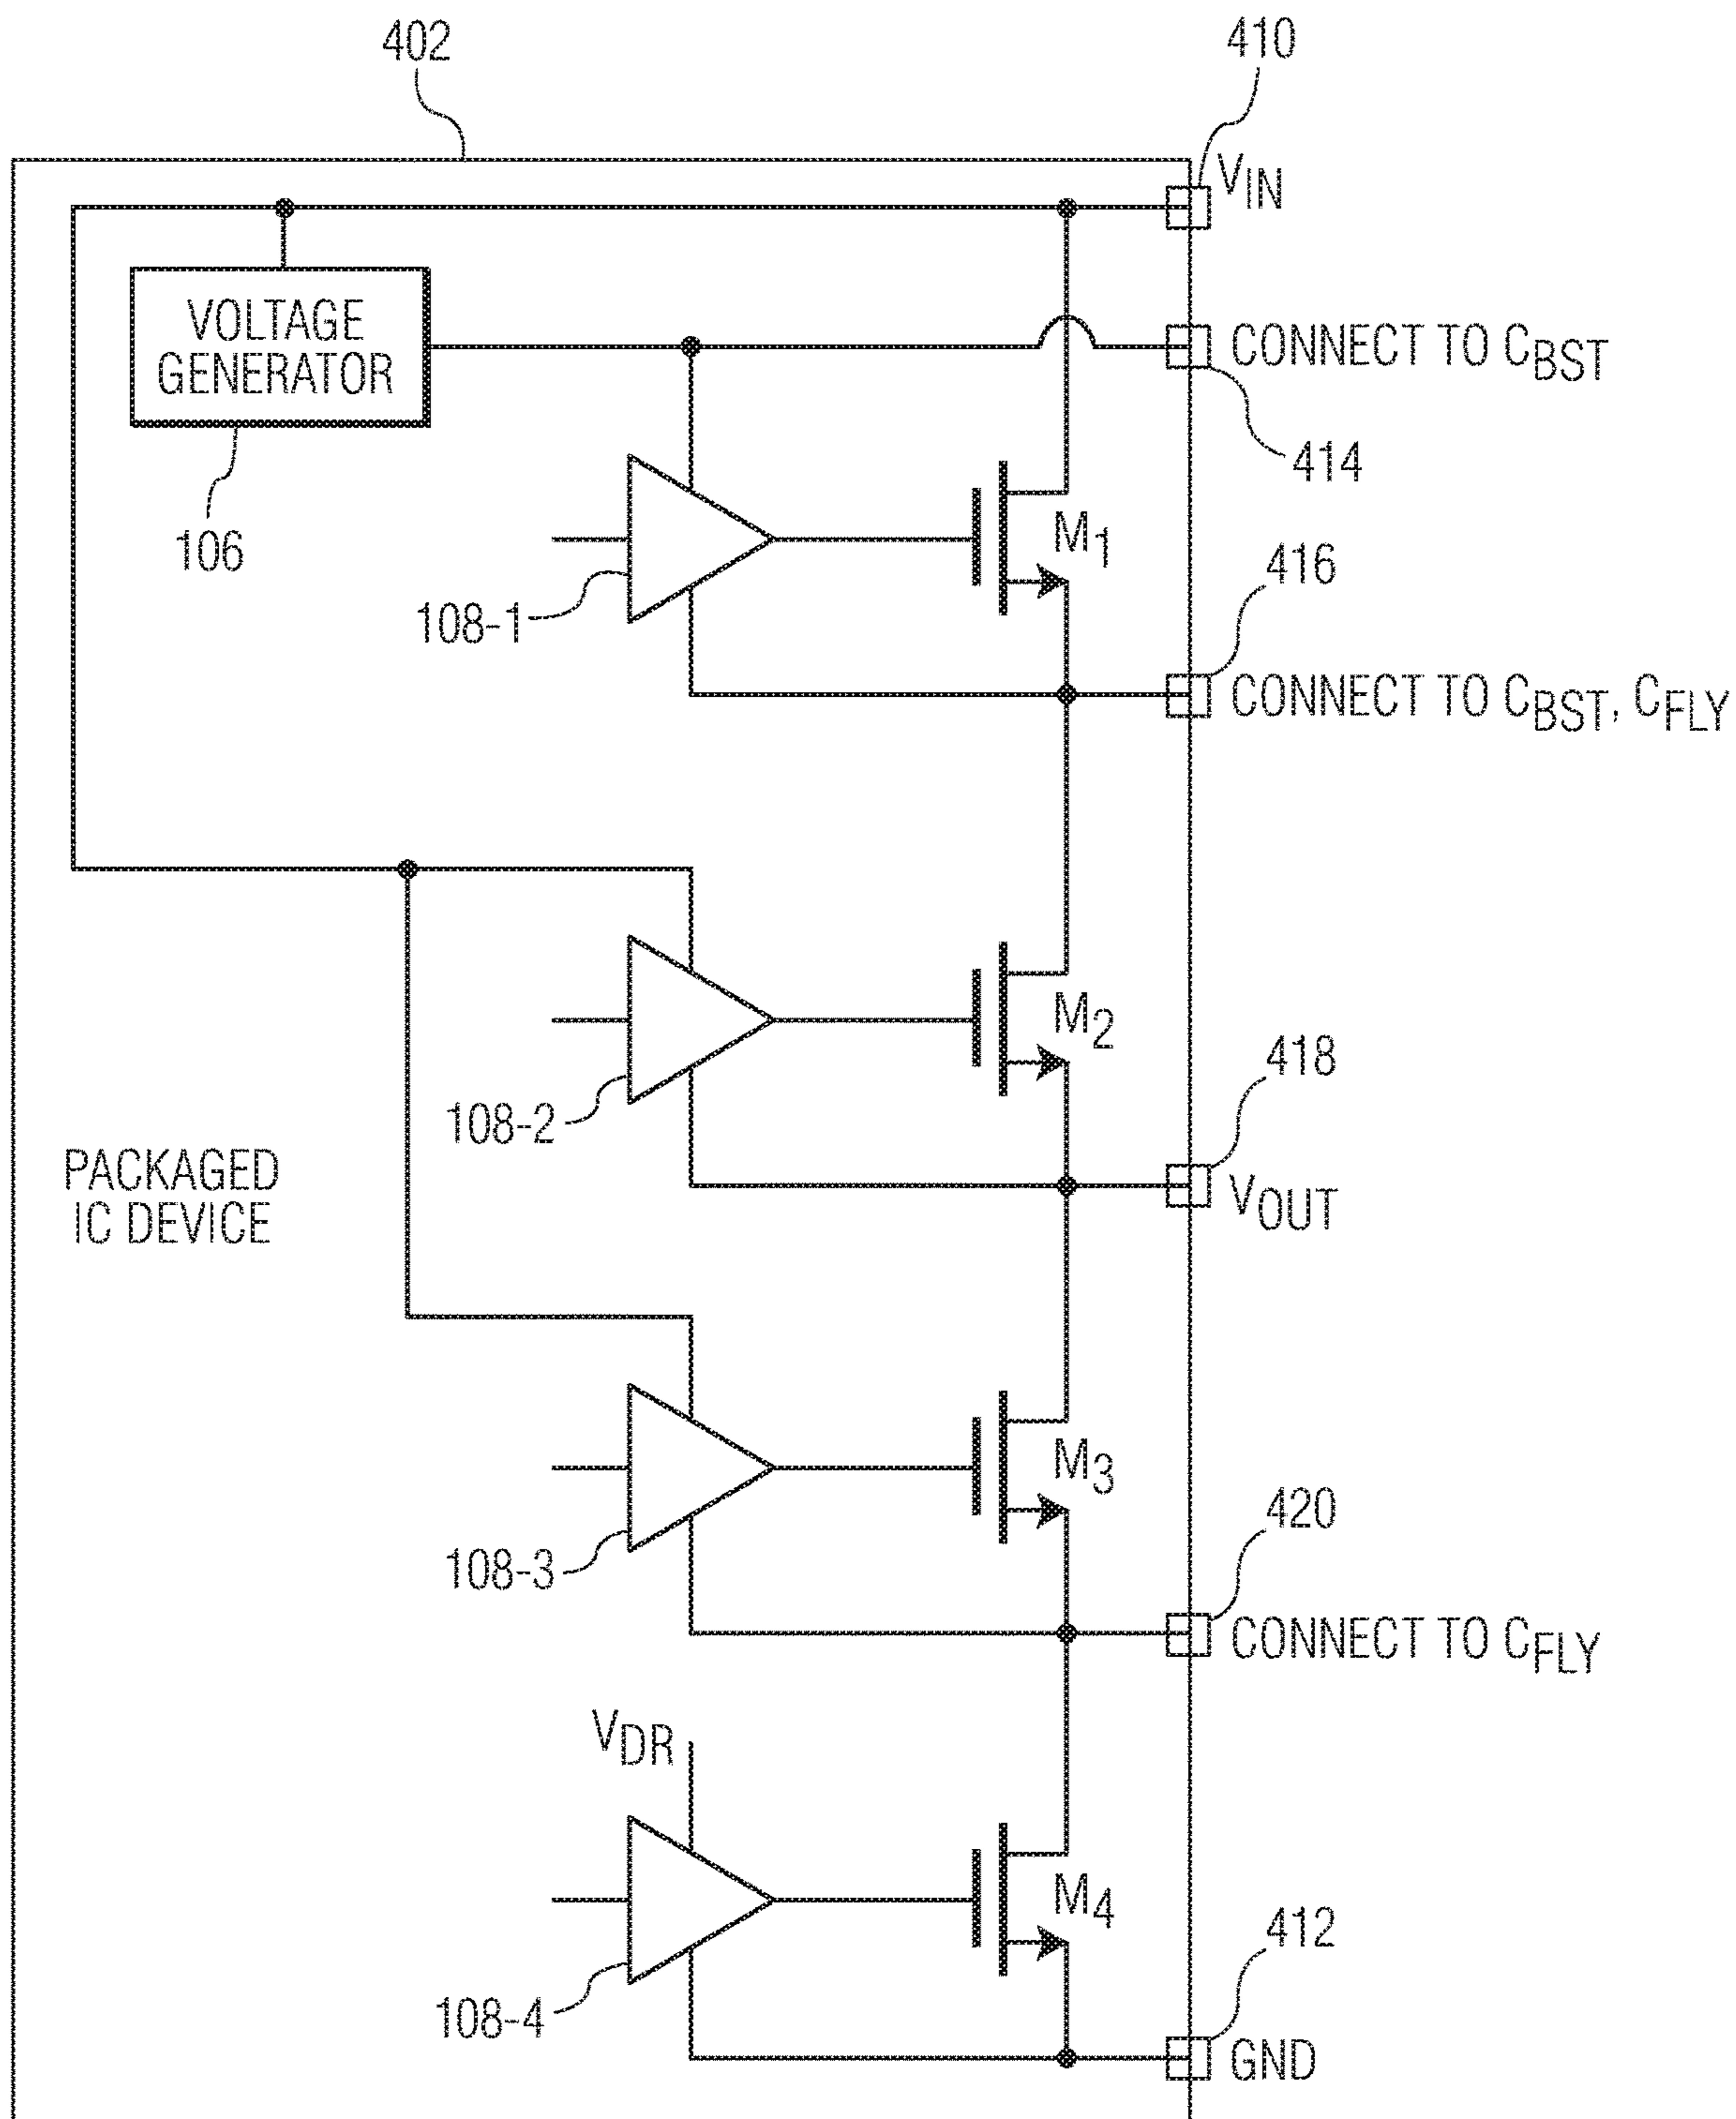 402
410
VIN
VOLTAGE
GENERATOR
CONNECT TO CBST
414
106
M1
416
108-1
CONNECT TO CBST, CFLY
M2
418
108-2
PACKAGED
IC DEVICE
VOUT
M3
420
108-3
CONNECT TO CFLY
VDR
M4
412
108-4
GND